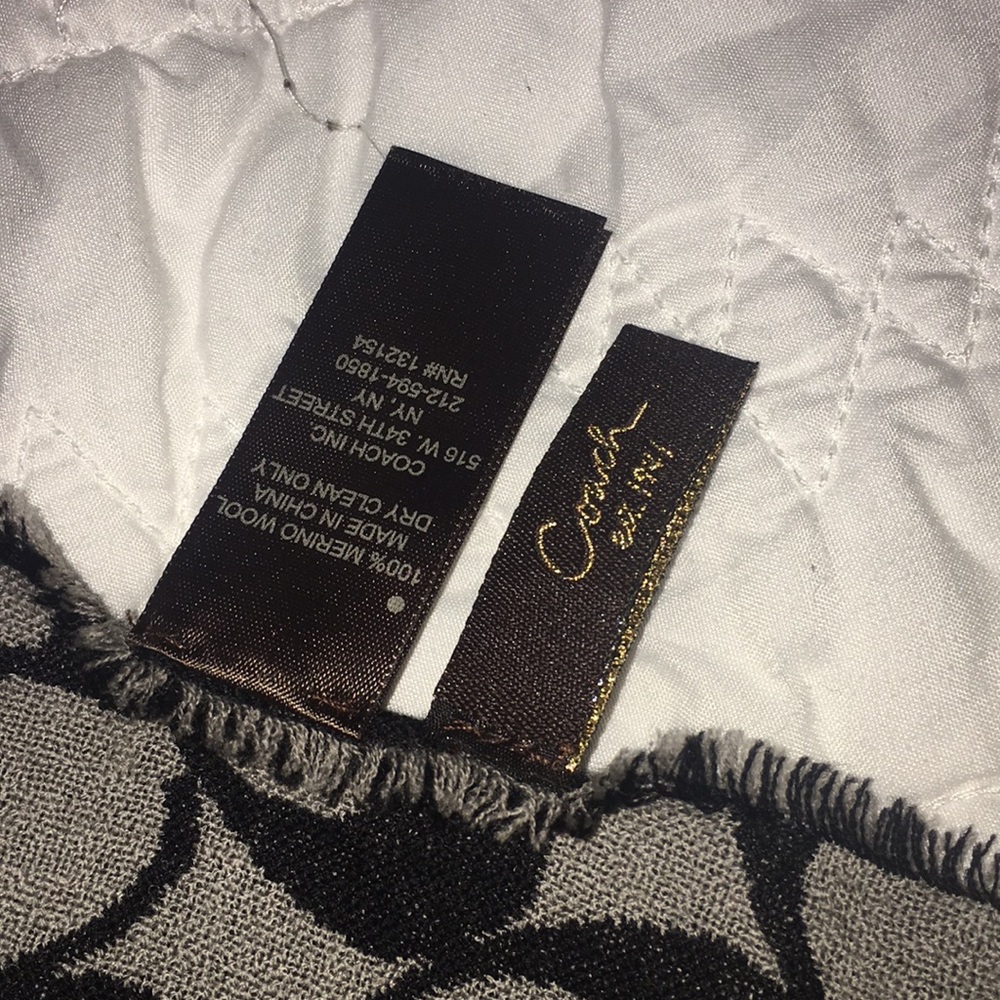 100% MERINO WOOL
MADE IN CHINA
DRY CLEAN ONLY
COACH INC
516 W. 34TH STREET
NY, NY
212-594-1850
RN# 132154
Coach
est. 1941